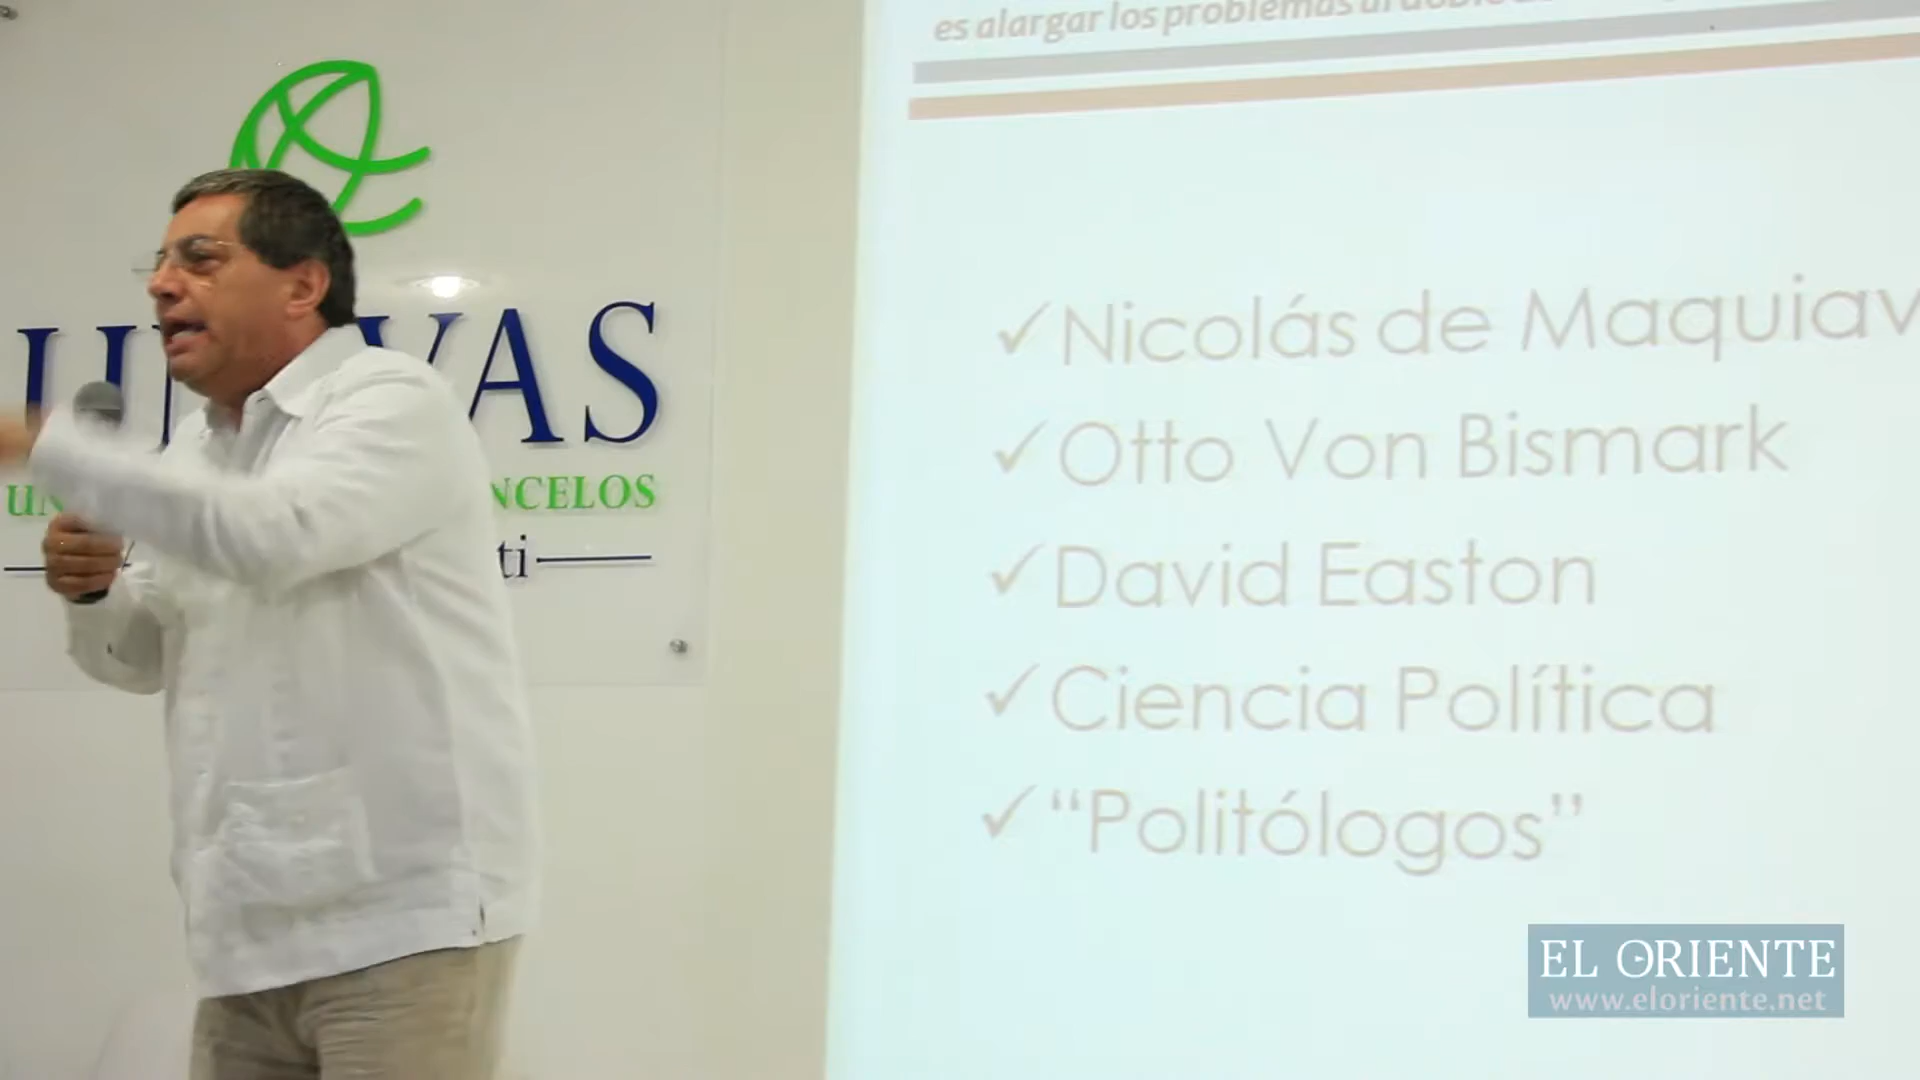 es alargar los problemas
VAS
NCELOS
ti
✓ Nicolás de Maquiav
✓ Otto Von Bismark
✓ David Easton
✓ Ciencia Política
✓ “Politólogos”
EL ORIENTE
www.eloriente.net